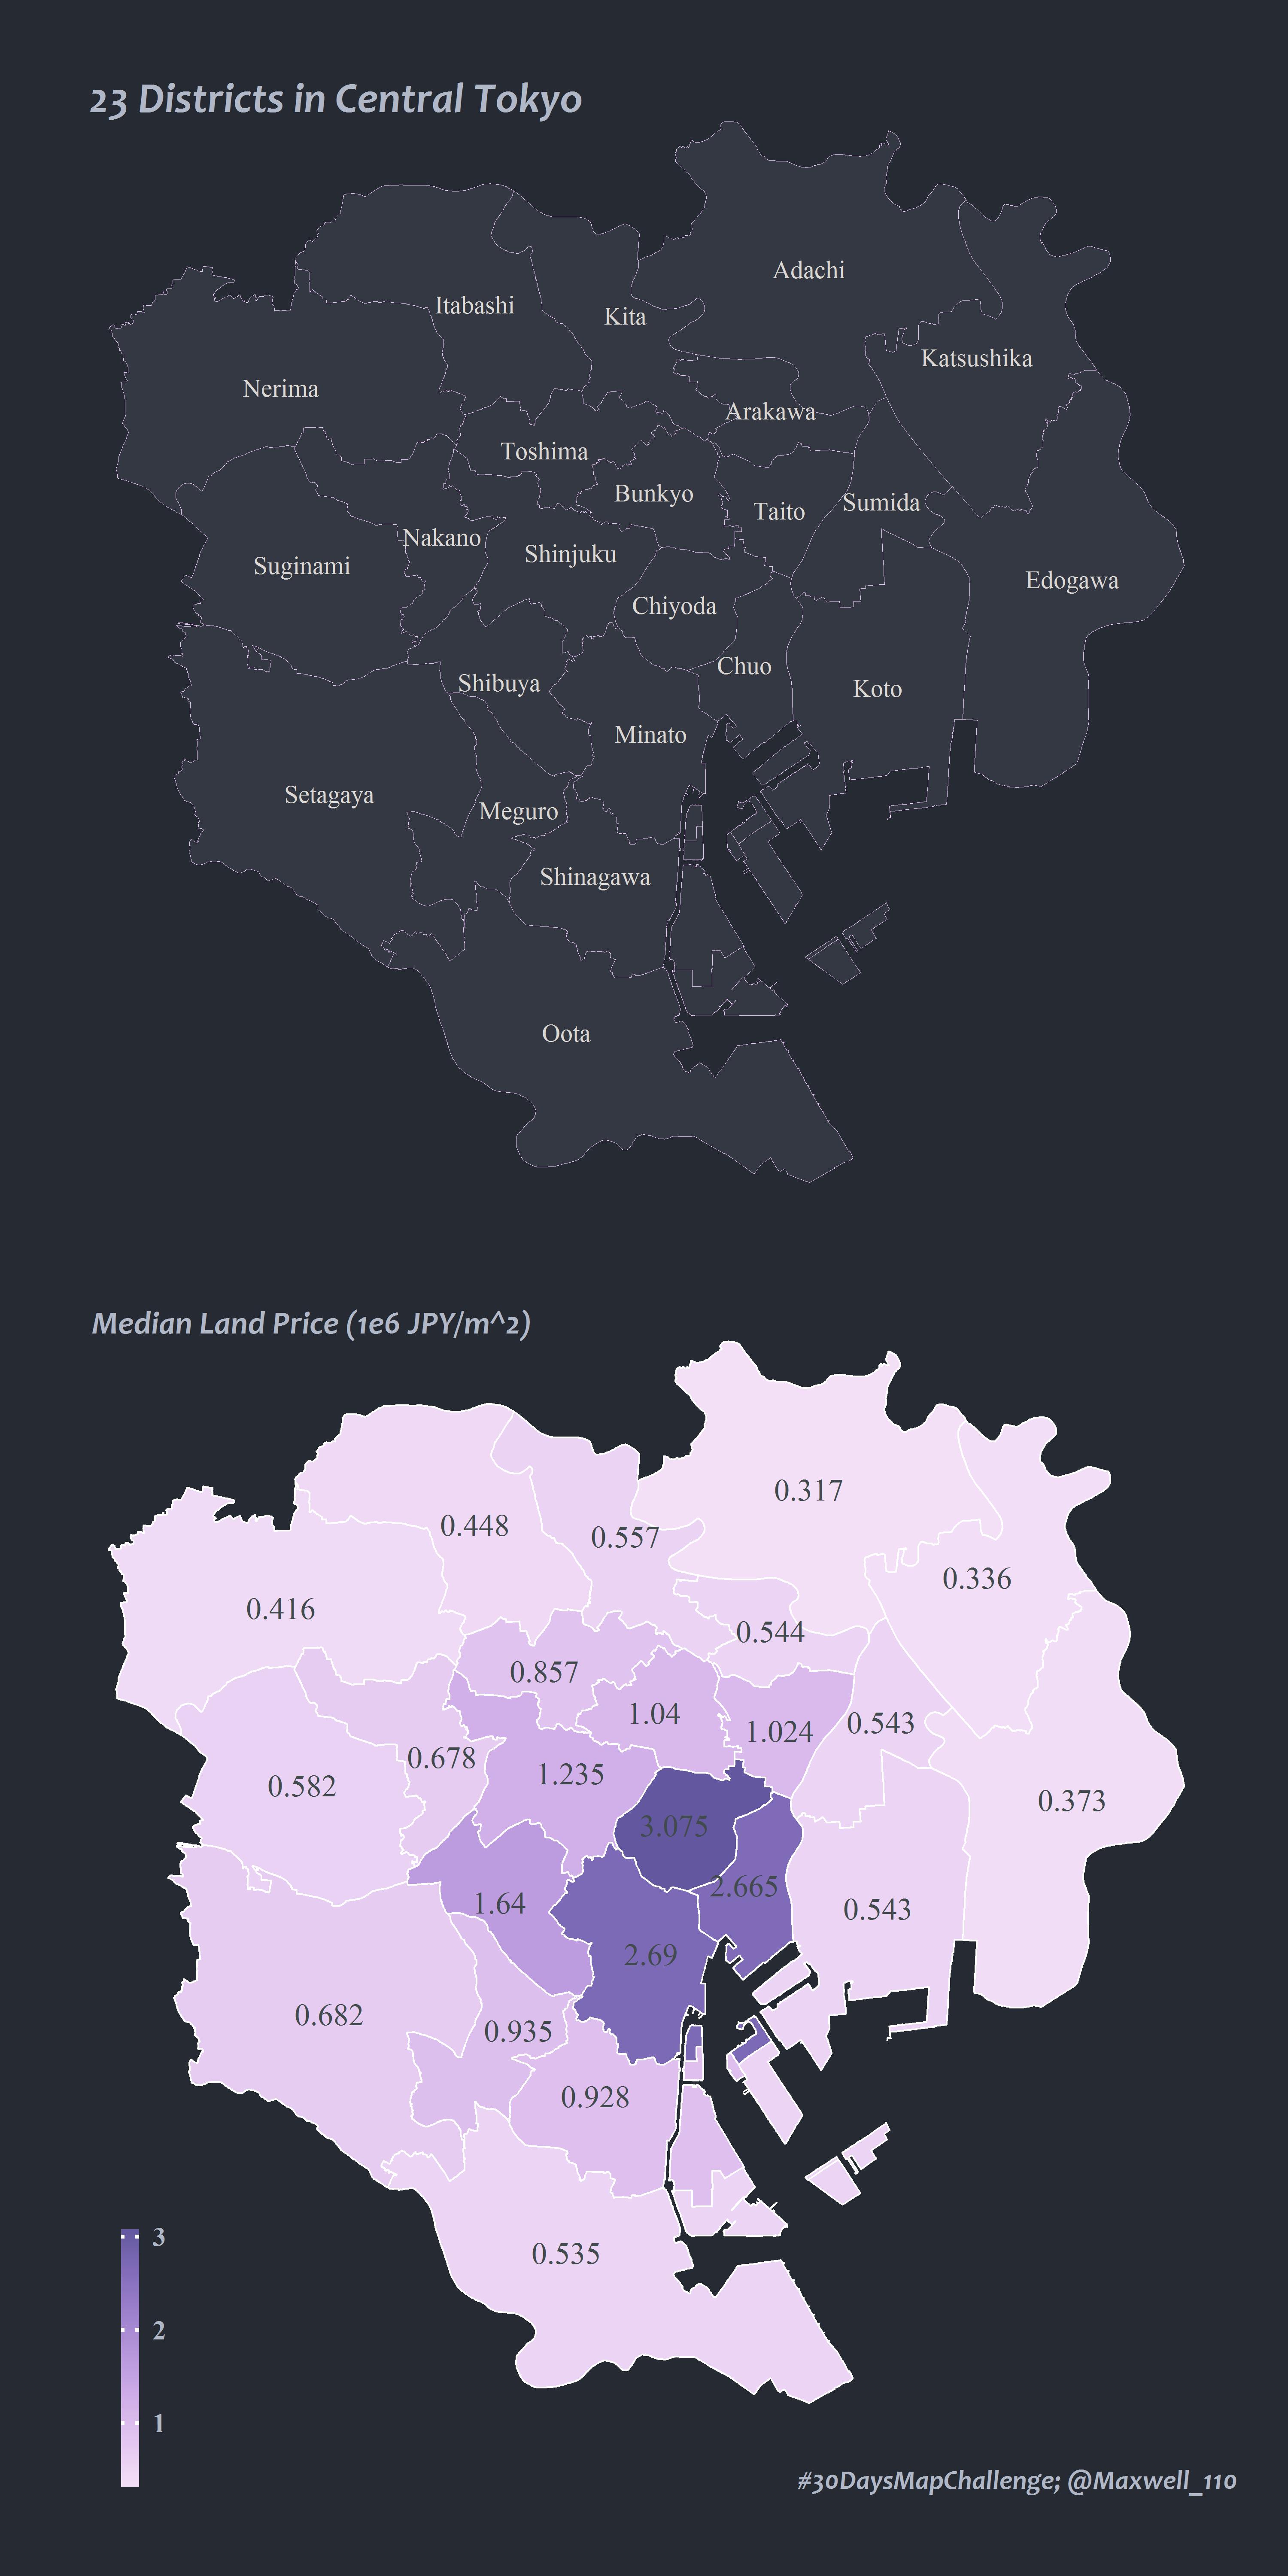 23 Districts in Central Tokyo
Adachi
Itabashi
Kita
Katsushika
Nerima
Arakawa
Toshima
Bunkyo
Sumida
Taito
Nakano
Shinjuku
Suginami
Edogawa
Chiyoda
Chuo
Shibuya
Koto
Minato
Setagaya
Meguro
Shinagawa
Oota
Median Land Price (1e6 JPY/m^2)
0.317
0.448
0.557
0.336
0.416
0.544
0.857
1.04
0.543
1.024
0.678
1.235
0.582
0.373
3.075
2.665
1.64
0.543
2.69
0.682
0.935
0.928
0.535
3
2
1
#30DaysMapChallenge; @Maxwell_110